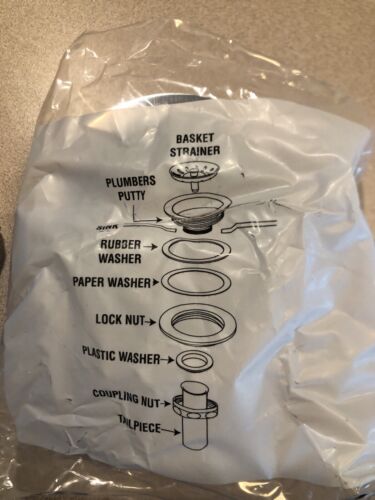 BASKET
STRAINER
PLUMBERS
PUTTY
SINK
RUBBER
WASHER
PAPER WASHER
LOCK NUT
PLASTIC WASHER
COUPLING NUT
TAILPIECE